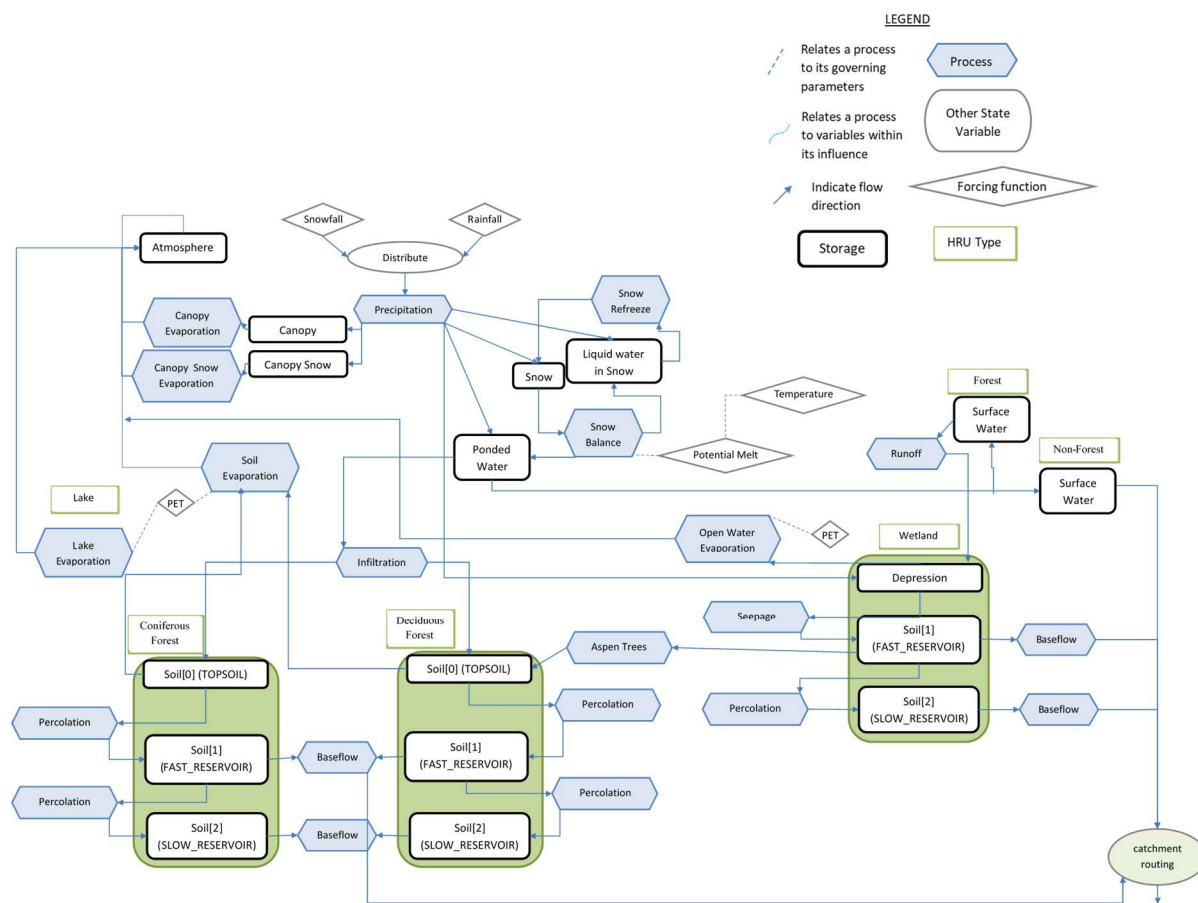 LEGEND
Relates a process
to its governing
parameters
Process
Relates a process
to variables within
its influence
Other State
Variable
Indicate flow
direction
Forcing function
Storage
HRU Type
Snowfall
Rainfall
Atmosphere
Distribute
Canopy
Evaporation
Canopy
Precipitation
Snow
Refreeze
Canopy Snow
Evaporation
Canopy Snow
Snow
Liquid water
in Snow
Temperature
Snow
Balance
Potential Melt
Ponded
Water
Forest
Surface
Water
Runoff
Non-Forest
Surface
Water
Soil
Evaporation
Lake
PET
Lake
Evaporation
Open Water
Evaporation
PET
Wetland
Infiltration
Depression
Seepage
Soil[1]
(FAST_RESERVOIR)
Baseflow
Coniferous
Forest
Deciduous
Forest
Aspen Trees
Soil[0] (TOPSOIL)
Soil[0] (TOPSOIL)
Percolation
Percolation
Percolation
Soil[2]
(SLOW_RESERVOIR)
Baseflow
Soil[1]
(FAST_RESERVOIR)
Baseflow
Soil[1]
(FAST_RESERVOIR)
Percolation
Percolation
Soil[2]
(SLOW_RESERVOIR)
Baseflow
Soil[2]
(SLOW_RESERVOIR)
catchment
routing